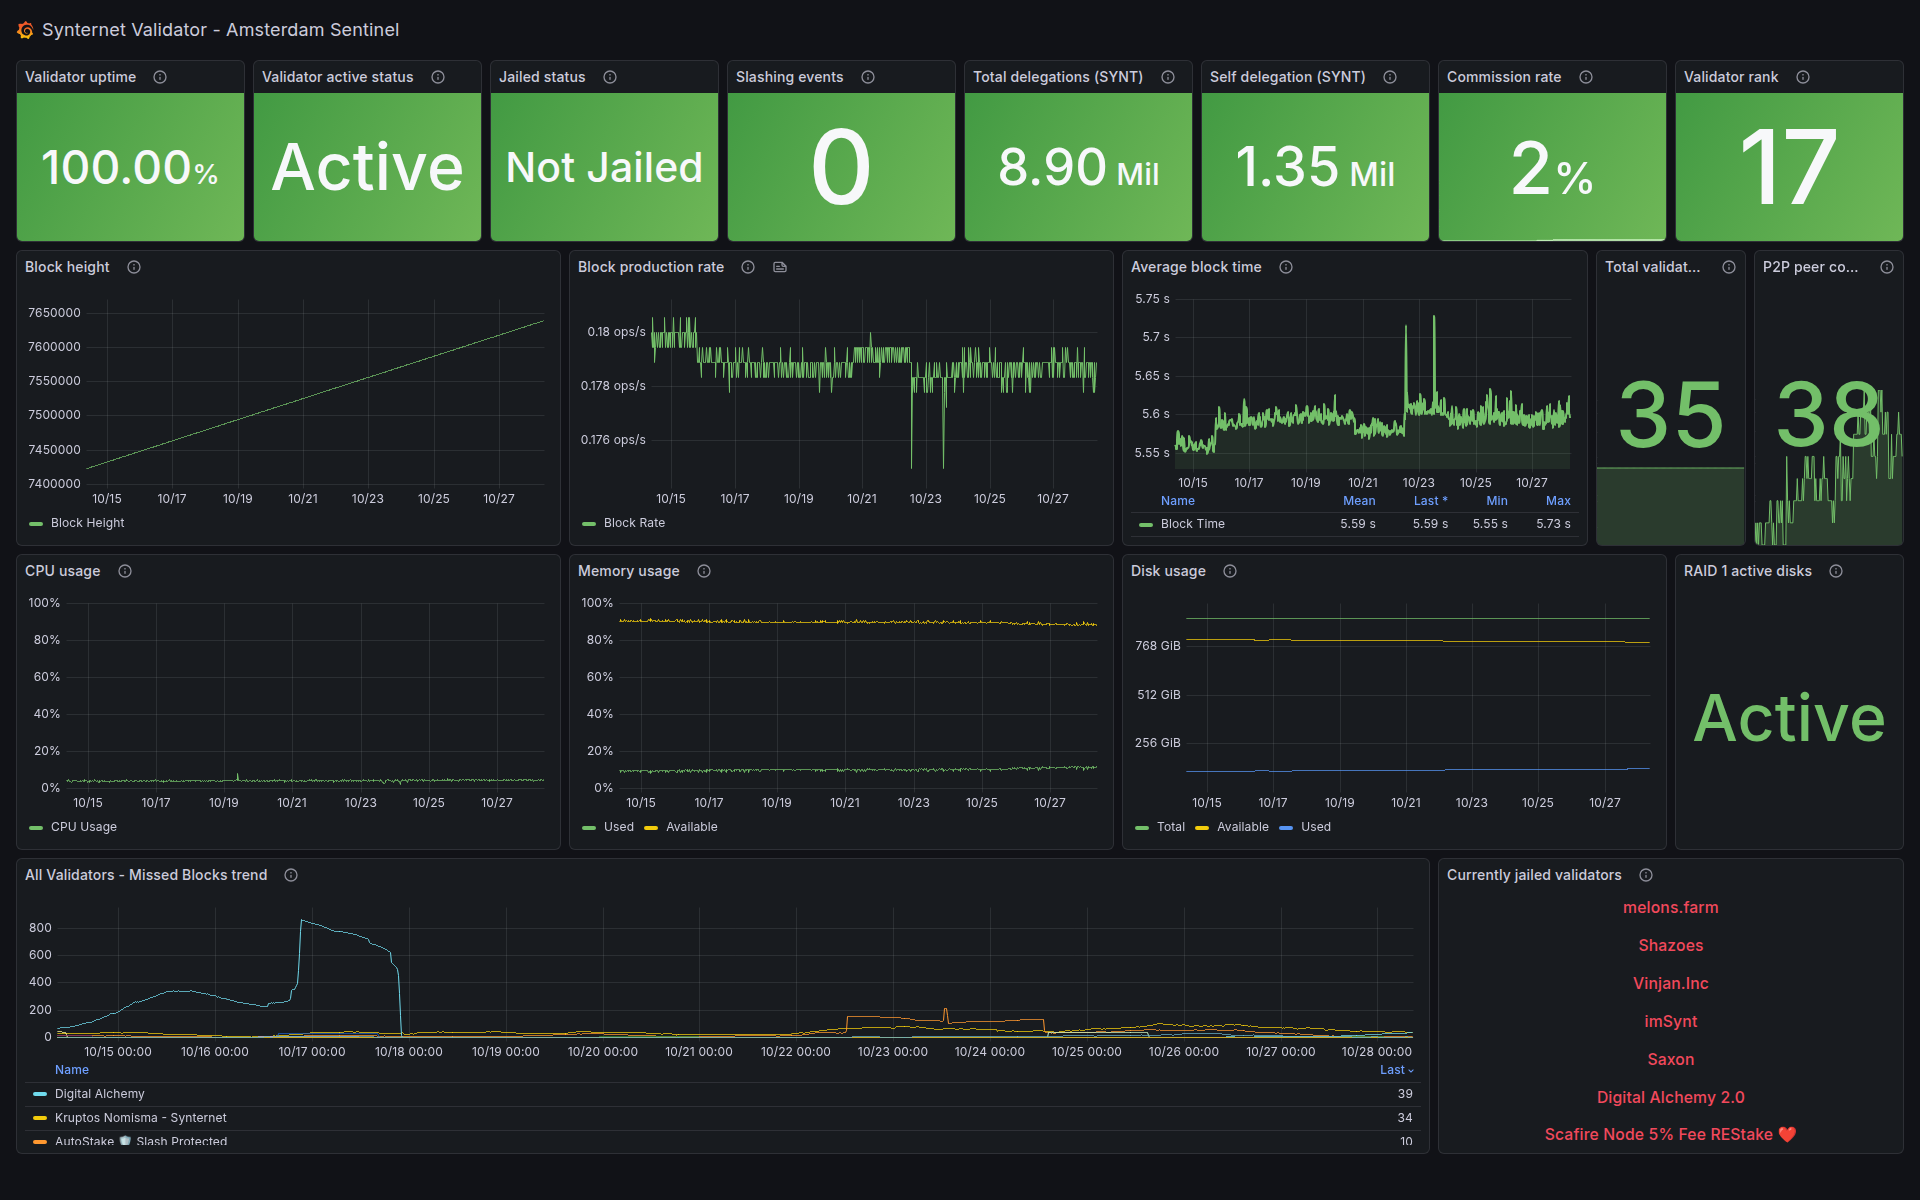 Synternet Validator - Amsterdam Sentinel
Validator uptime
100.00%
Validator active status
Active
Jailed status
Not Jailed
Slashing events
0
Total delegations (SYNT)
8.90 Mil
Self delegation (SYNT)
1.35 Mil
Commission rate
2%
Validator rank
17
Block height
7650000
7600000
7550000
7500000
7450000
7400000
10/15 10/17 10/19 10/21 10/23 10/25 10/27
Block Height
Block production rate
0.18 ops/s
0.178 ops/s
0.176 ops/s
10/15 10/17 10/19 10/21 10/23 10/25 10/27
Block Rate
Average block time
5.75 s
5.7 s
5.65 s
5.6 s
5.55 s
10/15 10/17 10/19 10/21 10/23 10/25 10/27
Name Mean Last * Min Max
Block Time 5.59 s 5.59 s 5.55 s 5.73 s
Total validat...
35
P2P peer co...
38
CPU usage
100%
80%
60%
40%
20%
0%
10/15 10/17 10/19 10/21 10/23 10/25 10/27
CPU Usage
Memory usage
100%
80%
60%
40%
20%
0%
10/15 10/17 10/19 10/21 10/23 10/25 10/27
Used Available
Disk usage
768 GiB
512 GiB
256 GiB
10/15 10/17 10/19 10/21 10/23 10/25 10/27
Total Available Used
RAID 1 active disks
Active
All Validators - Missed Blocks trend
800
600
400
200
0
10/15 00:00 10/16 00:00 10/17 00:00 10/18 00:00 10/19 00:00 10/20 00:00 10/21 00:00 10/22 00:00 10/23 00:00 10/24 00:00 10/25 00:00 10/26 00:00 10/27 00:00 10/28 00:00
Name Last
Digital Alchemy 39
Kruptos Nomisma - Synternet 34
AutoStake 🛡️ Slash Protected 10
Currently jailed validators
melons.farm
Shazoes
Vinjan.Inc
imSynt
Saxon
Digital Alchemy 2.0
Scafire Node 5% Fee REStake ❤️